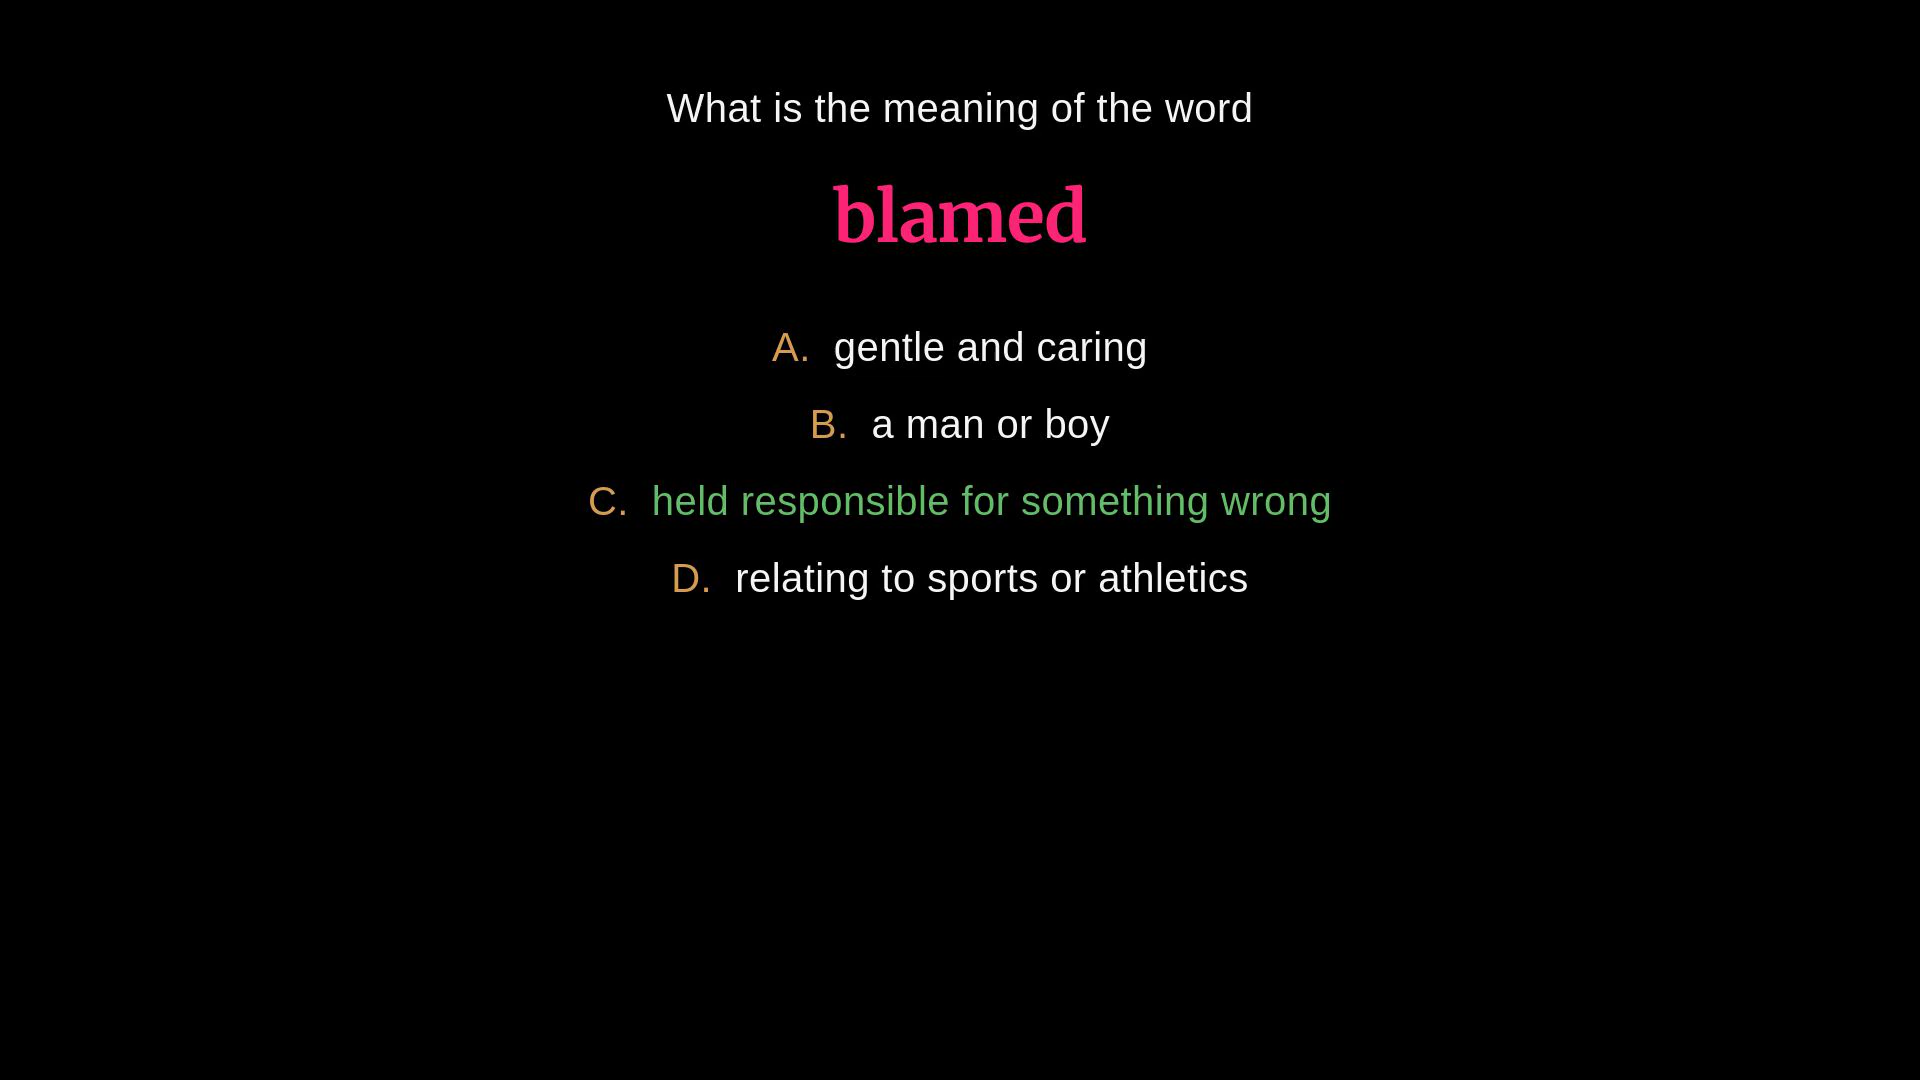 What is the meaning of the word
blamed
A. gentle and caring
B. a man or boy
C. held responsible for something wrong
D. relating to sports or athletics